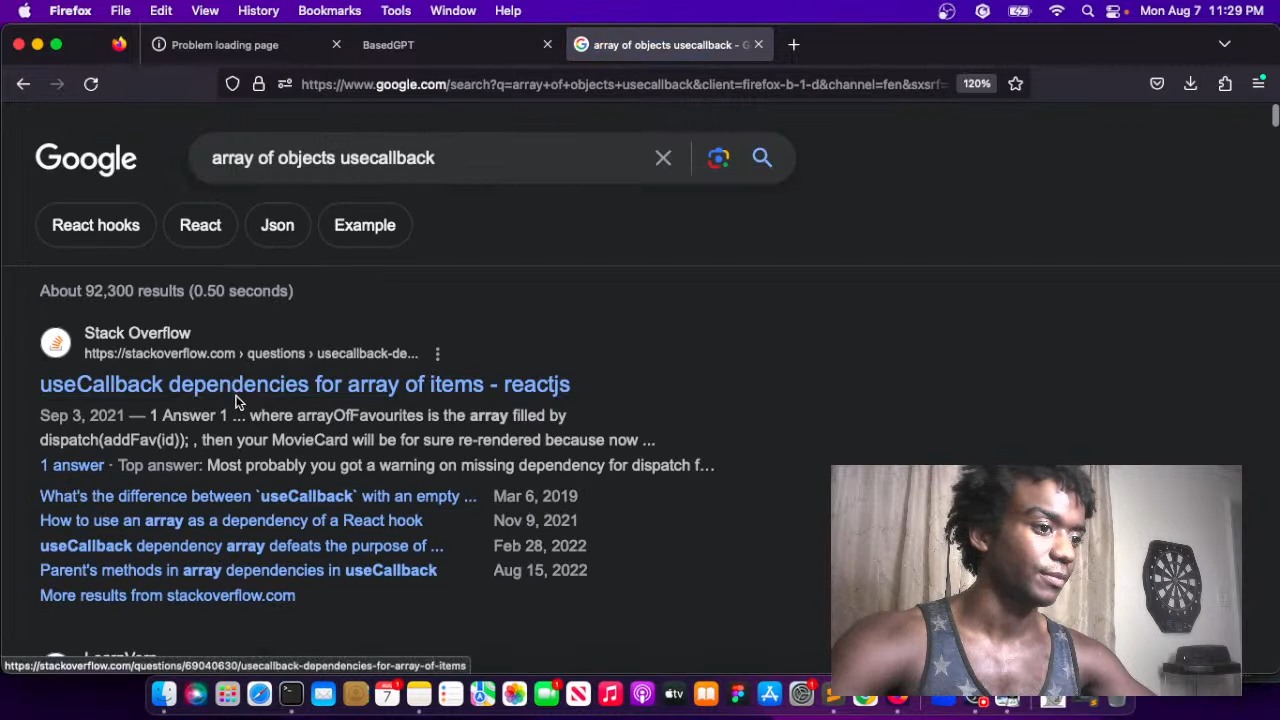 Firefox File Edit View History Bookmarks Tools Window Help Mon Aug 7 11:29 PM
Problem loading page BasedGPT array of objects usecallback - G
https://www.google.com/search?q=array+of+objects+usecallback&client=firefox-b-1-d&channel=fen&sxsrf= 120%
Google array of objects usecallback
React hooks React Json Example
About 92,300 results (0.50 seconds)
Stack Overflow
https://stackoverflow.com › questions › usecallback-de...
useCallback dependencies for array of items - reactjs
Sep 3, 2021 — 1 Answer 1 ... where arrayOfFavourites is the array filled by
dispatch(addFav(id)); , then your MovieCard will be for sure re-rendered because now ...
1 answer · Top answer: Most probably you got a warning on missing dependency for dispatch f...
What's the difference between `useCallback` with an empty ... Mar 6, 2019
How to use an array as a dependency of a React hook Nov 9, 2021
useCallback dependency array defeats the purpose of ... Feb 28, 2022
Parent's methods in array dependencies in useCallback Aug 15, 2022
More results from stackoverflow.com
https://stackoverflow.com/questions/69040630/usecallback-dependencies-for-array-of-items